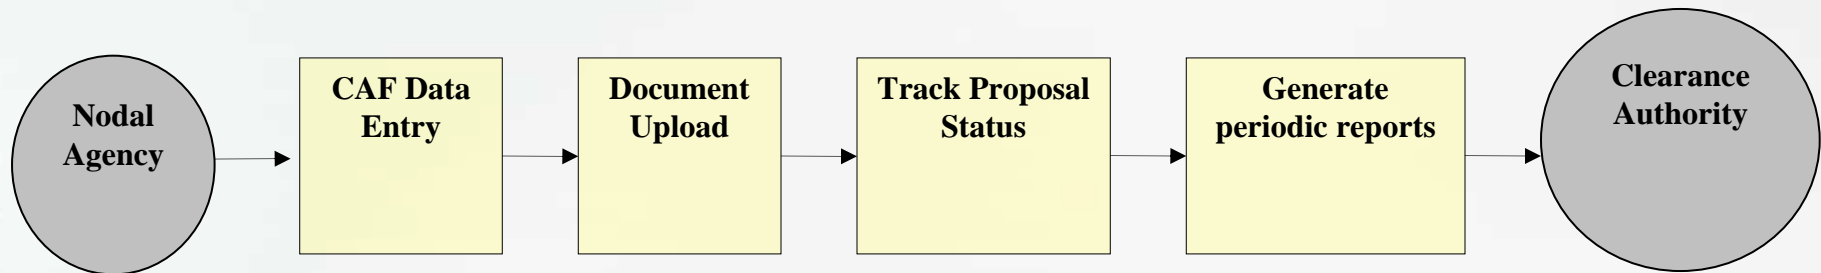 Nodal
Agency
CAF Data
Entry
Document
Upload
Track Proposal
Status
Generate
periodic reports
Clearance
Authority